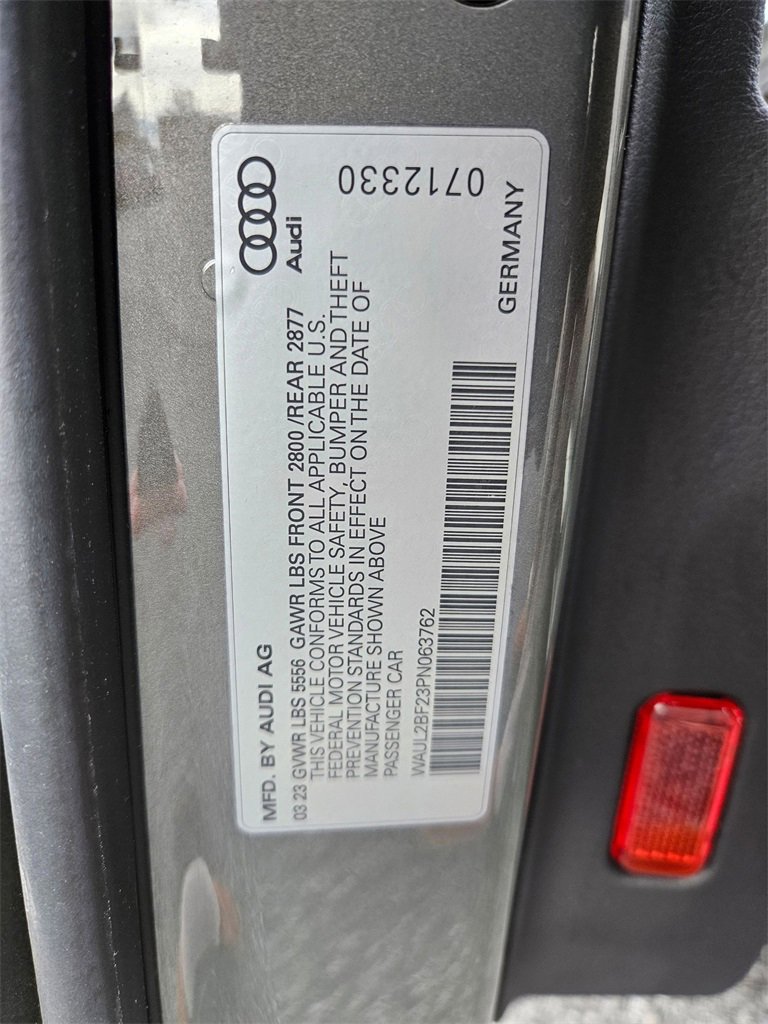 MFD. BY AUDI AG
Audi
03 23 GVWR LBS 5556 GAWR LBS FRONT 2800 /REAR 2877
THIS VEHICLE CONFORMS TO ALL APPLICABLE U.S.
FEDERAL MOTOR VEHICLE SAFETY, BUMPER AND THEFT
PREVENTION STANDARDS IN EFFECT ON THE DATE OF
MANUFACTURE SHOWN ABOVE
PASSENGER CAR
WAUL2BF23PN063762
GERMANY
0712330